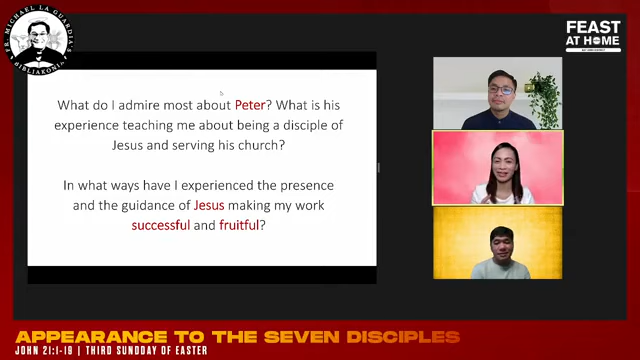 FR. MICHAEL LA GUARDIA'S
BIBLIAKONIA
FEAST
AT HOME
What do I admire most about Peter? What is his
experience teaching me about being a disciple of
Jesus and serving his church?
In what ways have I experienced the presence
and the guidance of Jesus making my work
successful and fruitful?
APPEARANCE TO THE SEVEN DISCIPLES
JOHN 21:1-19 | THIRD SUNDDAY OF EASTER